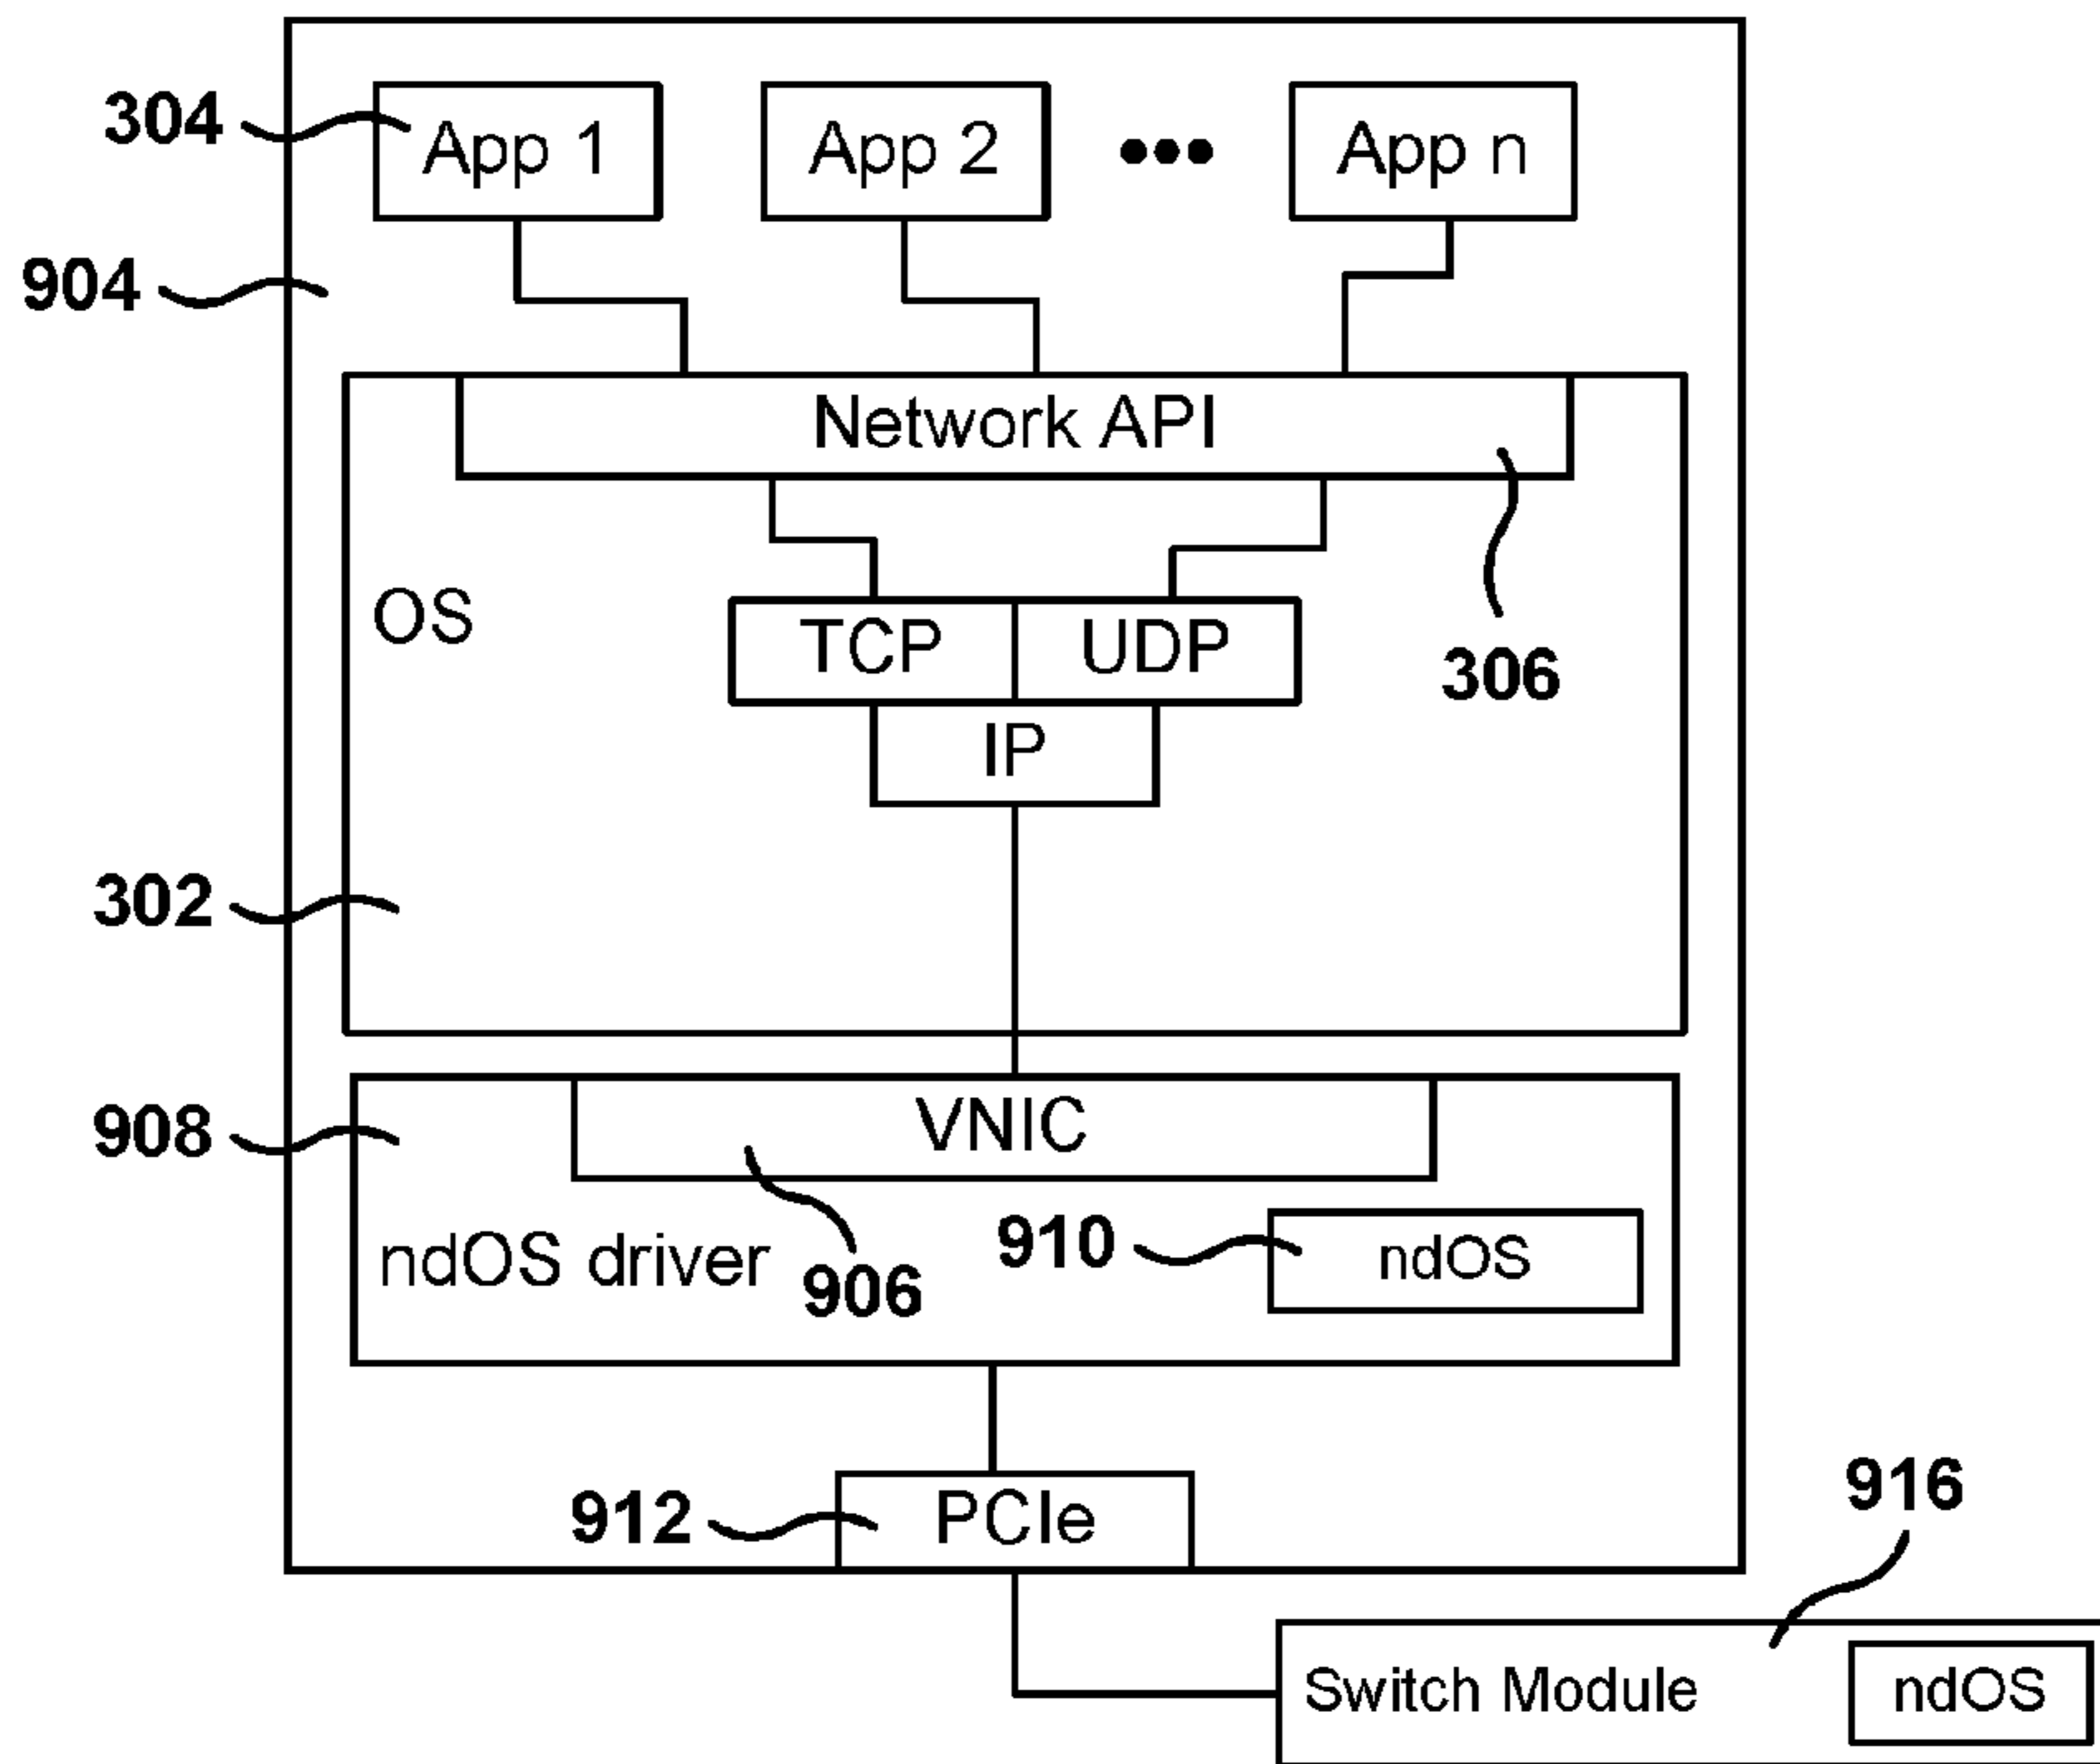 304
App 1
App 2
•••
App n
904
Network API
OS
TCP
UDP
306
IP
302
908
VNIC
ndOS driver
906
910
ndOS
912
PCIe
916
Switch Module
ndOS